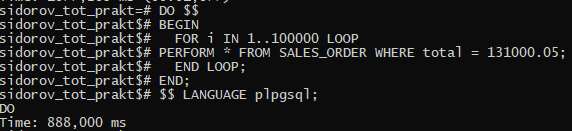 sidorov_tot_prakt=# DO $$
sidorov_tot_prakt$# BEGIN
sidorov_tot_prakt$#   FOR i IN 1..100000 LOOP
sidorov_tot_prakt$# PERFORM * FROM SALES_ORDER WHERE total = 131000.05;
sidorov_tot_prakt$#   END LOOP;
sidorov_tot_prakt$# END;
sidorov_tot_prakt$# $$ LANGUAGE plpgsql;
DO
Time: 888,000 ms